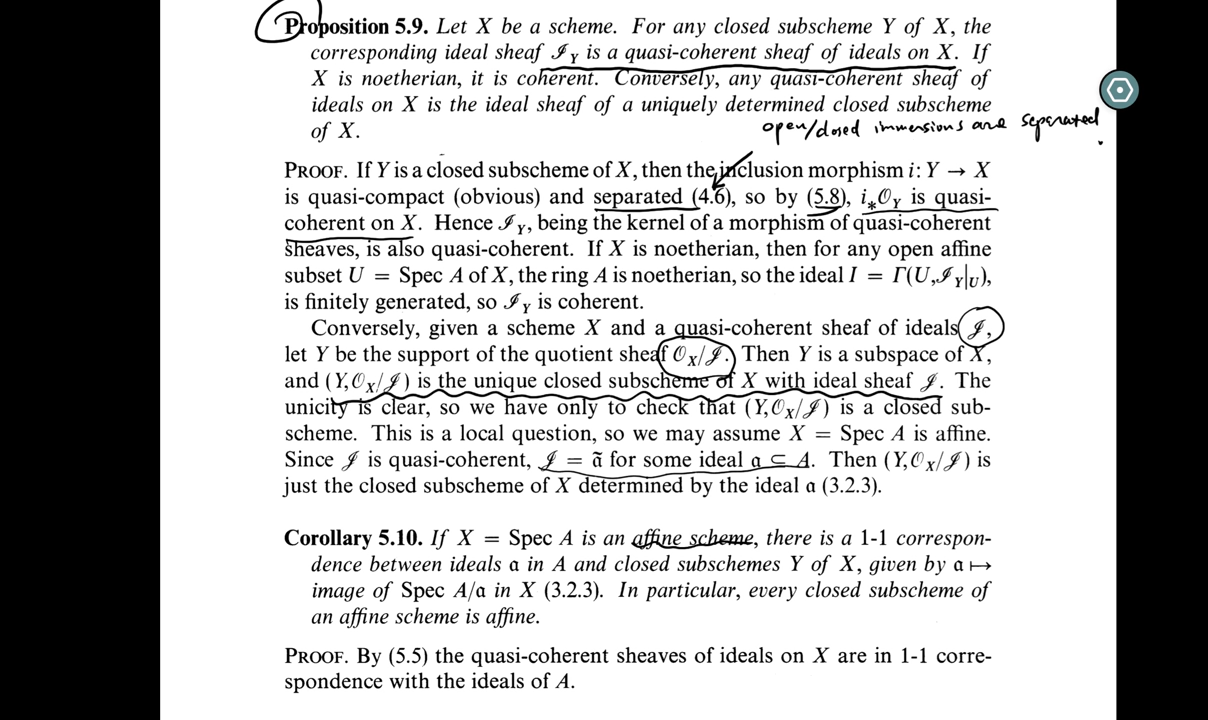 Proposition 5.9. Let X be a scheme. For any closed subscheme Y of X, the
corresponding ideal sheaf 𝓘_Y is a quasi-coherent sheaf of ideals on X. If
X is noetherian, it is coherent. Conversely, any quasi-coherent sheaf of
ideals on X is the ideal sheaf of a uniquely determined closed subscheme
of X.
open/closed immersions are separated.
PROOF. If Y is a closed subscheme of X, then the inclusion morphism i: Y → X
is quasi-compact (obvious) and separated (4.6), so by (5.8), i_*𝒪_Y is quasi-
coherent on X. Hence 𝓘_Y, being the kernel of a morphism of quasi-coherent
sheaves, is also quasi-coherent. If X is noetherian, then for any open affine
subset U = Spec A of X, the ring A is noetherian, so the ideal I = Γ(U,𝓘_Y|_U),
is finitely generated, so 𝓘_Y is coherent.
Conversely, given a scheme X and a quasi-coherent sheaf of ideals 𝒥,
let Y be the support of the quotient sheaf 𝒪_X/𝒥. Then Y is a subspace of X,
and (Y,𝒪_X/𝒥) is the unique closed subscheme of X with ideal sheaf 𝒥. The
unicity is clear, so we have only to check that (Y,𝒪_X/𝒥) is a closed sub-
scheme. This is a local question, so we may assume X = Spec A is affine.
Since 𝒥 is quasi-coherent, 𝒥 = 𝔞̃ for some ideal 𝔞 ⊆ A. Then (Y,𝒪_X/𝒥) is
just the closed subscheme of X determined by the ideal 𝔞 (3.2.3).
Corollary 5.10. If X = Spec A is an affine scheme, there is a 1-1 correspon-
dence between ideals 𝔞 in A and closed subschemes Y of X, given by 𝔞 ↦
image of Spec A/𝔞 in X (3.2.3). In particular, every closed subscheme of
an affine scheme is affine.
PROOF. By (5.5) the quasi-coherent sheaves of ideals on X are in 1-1 corre-
spondence with the ideals of A.